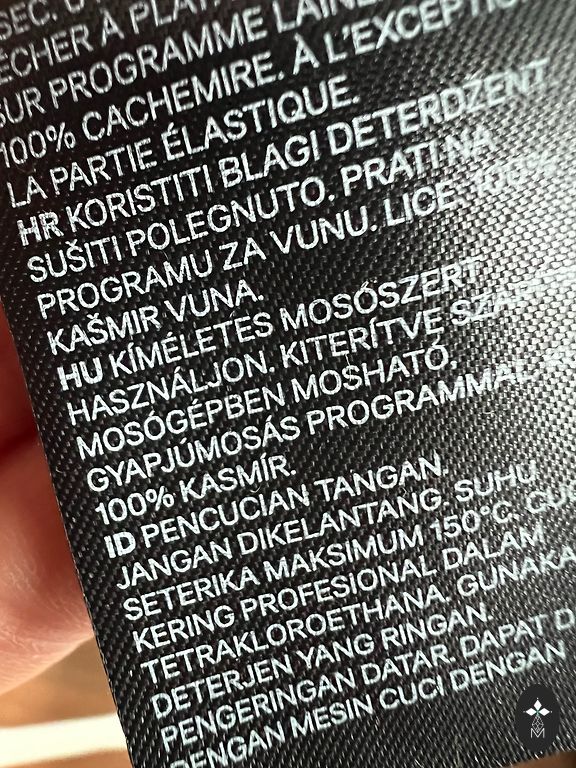 SEC.
À PLAT.
SUR PROGRAMME LAINE
100% CACHEMIRE. À L'EXCEPTION
LA PARTIE ÉLASTIQUE.
HR KORISTITI BLAGI DETERDŽENT.
SUŠITI POLEGNUTO. PRATI NA
PROGRAMU ZA VUNU. LICE: 100%
KAŠMIR VUNA.
HU KÍMÉLETES MOSÓSZERT
HASZNÁLJON. KITERÍTVE
MOSÓGÉPBEN MOSHATÓ,
GYAPJÚMOSÁS PROGRAMMAL
100% KASMÍR.
ID PENCUCIAN TANGAN.
JANGAN DIKELANTANG. SUHU
SETERIKA MAKSIMUM 150°C.
KERING PROFESIONAL DALAM
TETRAKLOROETHANA.
DETERJEN YANG RINGAN.
PENGERINGAN DATAR. DAPAT
DENGAN MESIN CUCI DENGAN